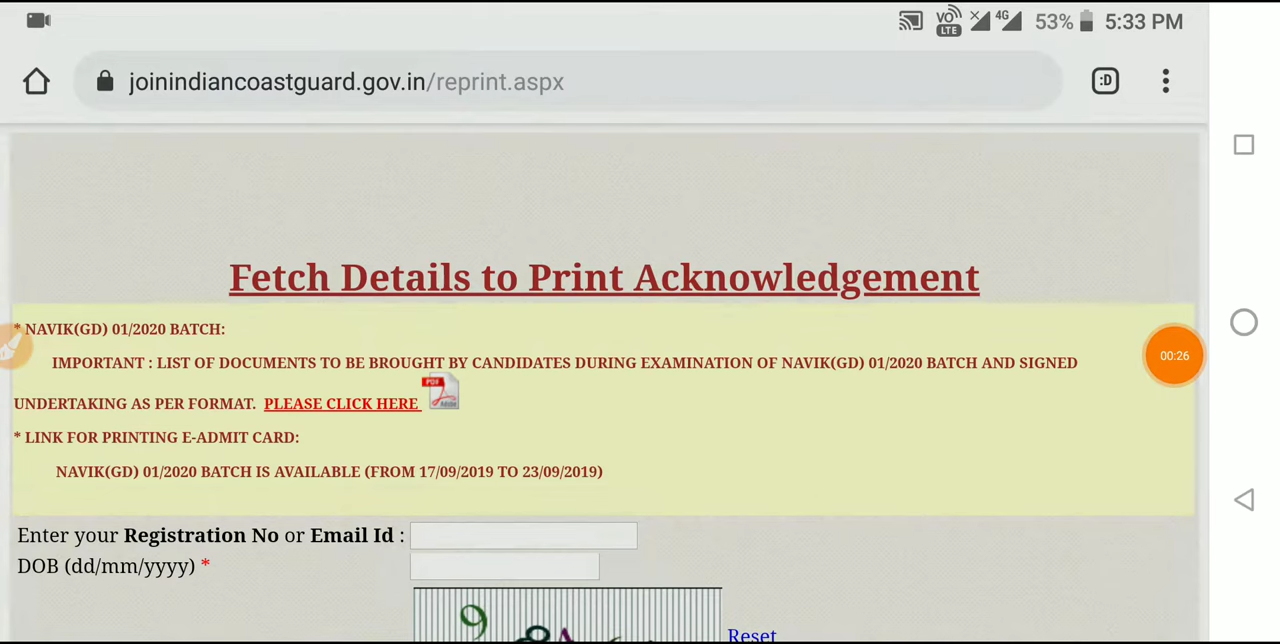 VO LTE 4G 53% 5:33 PM
joinindiancoastguard.gov.in/reprint.aspx :D
Fetch Details to Print Acknowledgement
* NAVIK(GD) 01/2020 BATCH:
IMPORTANT : LIST OF DOCUMENTS TO BE BROUGHT BY CANDIDATES DURING EXAMINATION OF NAVIK(GD) 01/2020 BATCH AND SIGNED
00:26
UNDERTAKING AS PER FORMAT. PLEASE CLICK HERE PDF Adobe
* LINK FOR PRINTING E-ADMIT CARD:
NAVIK(GD) 01/2020 BATCH IS AVAILABLE (FROM 17/09/2019 TO 23/09/2019)
Enter your Registration No or Email Id :
DOB (dd/mm/yyyy) *
9
Reset